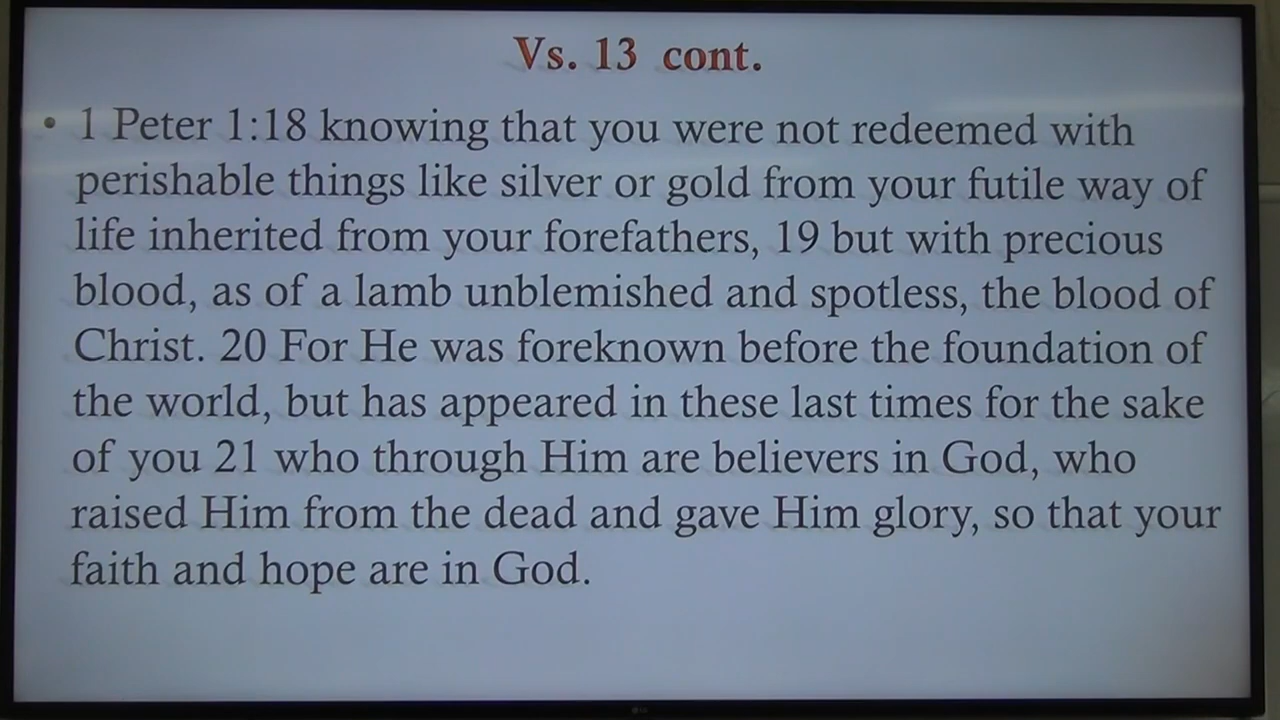 Vs. 13 cont.
• 1 Peter 1:18 knowing that you were not redeemed with
perishable things like silver or gold from your futile way of
life inherited from your forefathers, 19 but with precious
blood, as of a lamb unblemished and spotless, the blood of
Christ. 20 For He was foreknown before the foundation of
the world, but has appeared in these last times for the sake
of you 21 who through Him are believers in God, who
raised Him from the dead and gave Him glory, so that your
faith and hope are in God.
LG